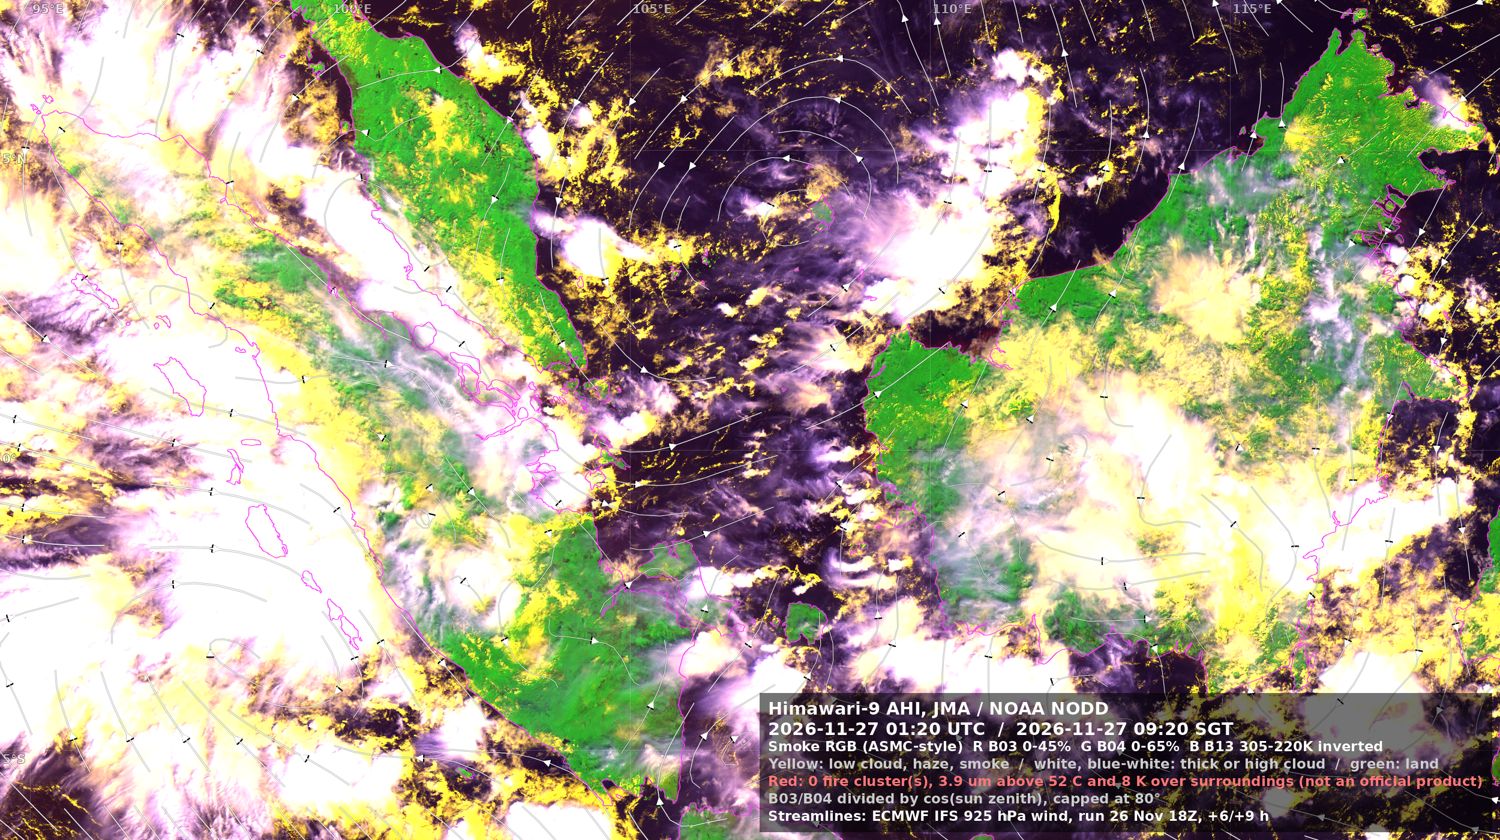 95°E
100°E
105°E
110°E
115°E
5°N
0°
5°S
Himawari-9 AHI, JMA / NOAA NODD
2026-11-27 01:20 UTC / 2026-11-27 09:20 SGT
Smoke RGB (ASMC-style) R B03 0-45% G B04 0-65% B B13 305-220K inverted
Yellow: low cloud, haze, smoke / white, blue-white: thick or high cloud / green: land
Red: 0 fire cluster(s), 3.9 um above 52 C and 8 K over surroundings (not an official product)
B03/B04 divided by cos(sun zenith), capped at 80°
Streamlines: ECMWF IFS 925 hPa wind, run 26 Nov 18Z, +6/+9 h